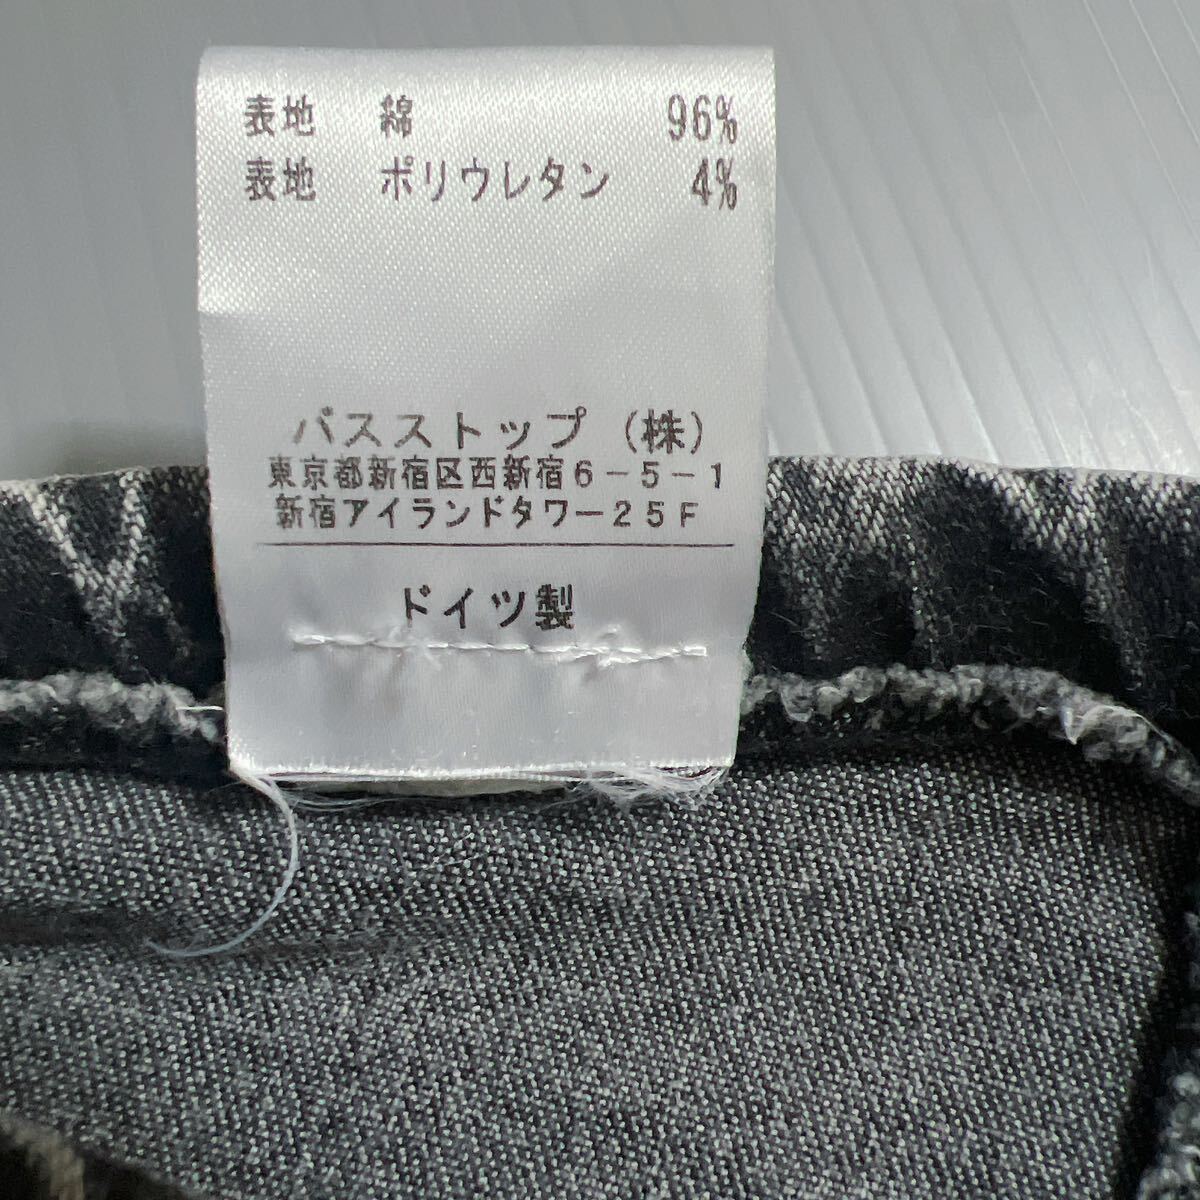 表地 綿 96%
表地 ポリウレタン 4%
バスストップ(株)
東京都新宿区西新宿6-5-1
新宿アイランドタワー25F
ドイツ製